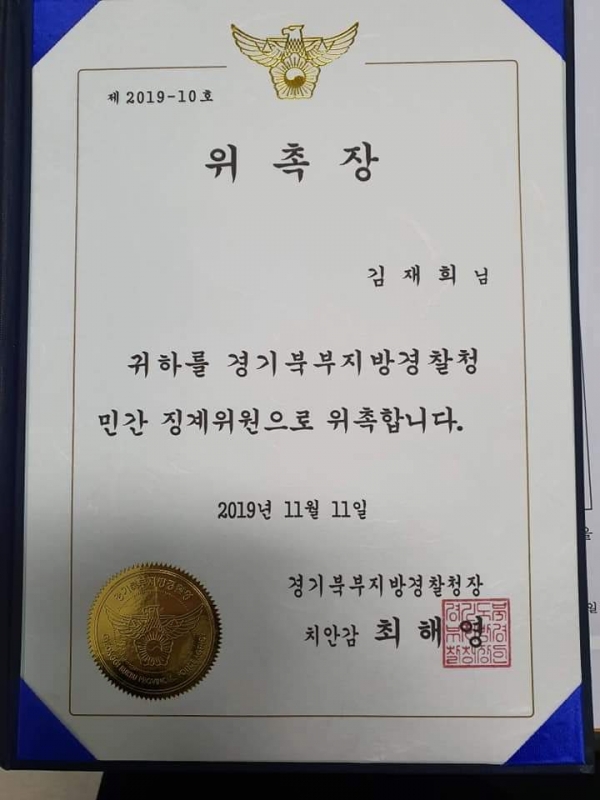 제 2019-10 호
위 촉 장
김 재 희 님
귀하를 경기북부지방경찰청
민간 징계위원으로 위촉합니다.
2019년 11월 11일
경기북부지방경찰청장
치안감 최 해 영